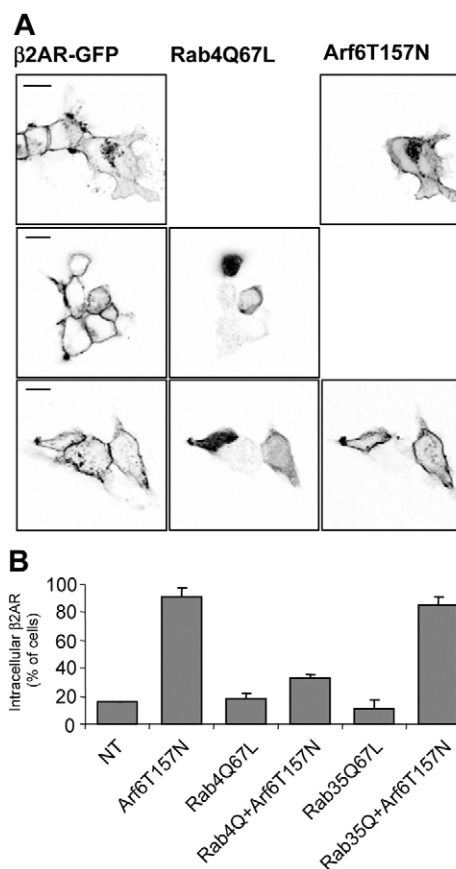 A
β2AR-GFP Rab4Q67L Arf6T157N
B
Intracellular β2AR
(% of cells)
100
80
60
40
20
0
NT
Arf6T157N
Rab4Q67L
Rab4Q+Arf6T157N
Rab35Q67L
Rab35Q+Arf6T157N